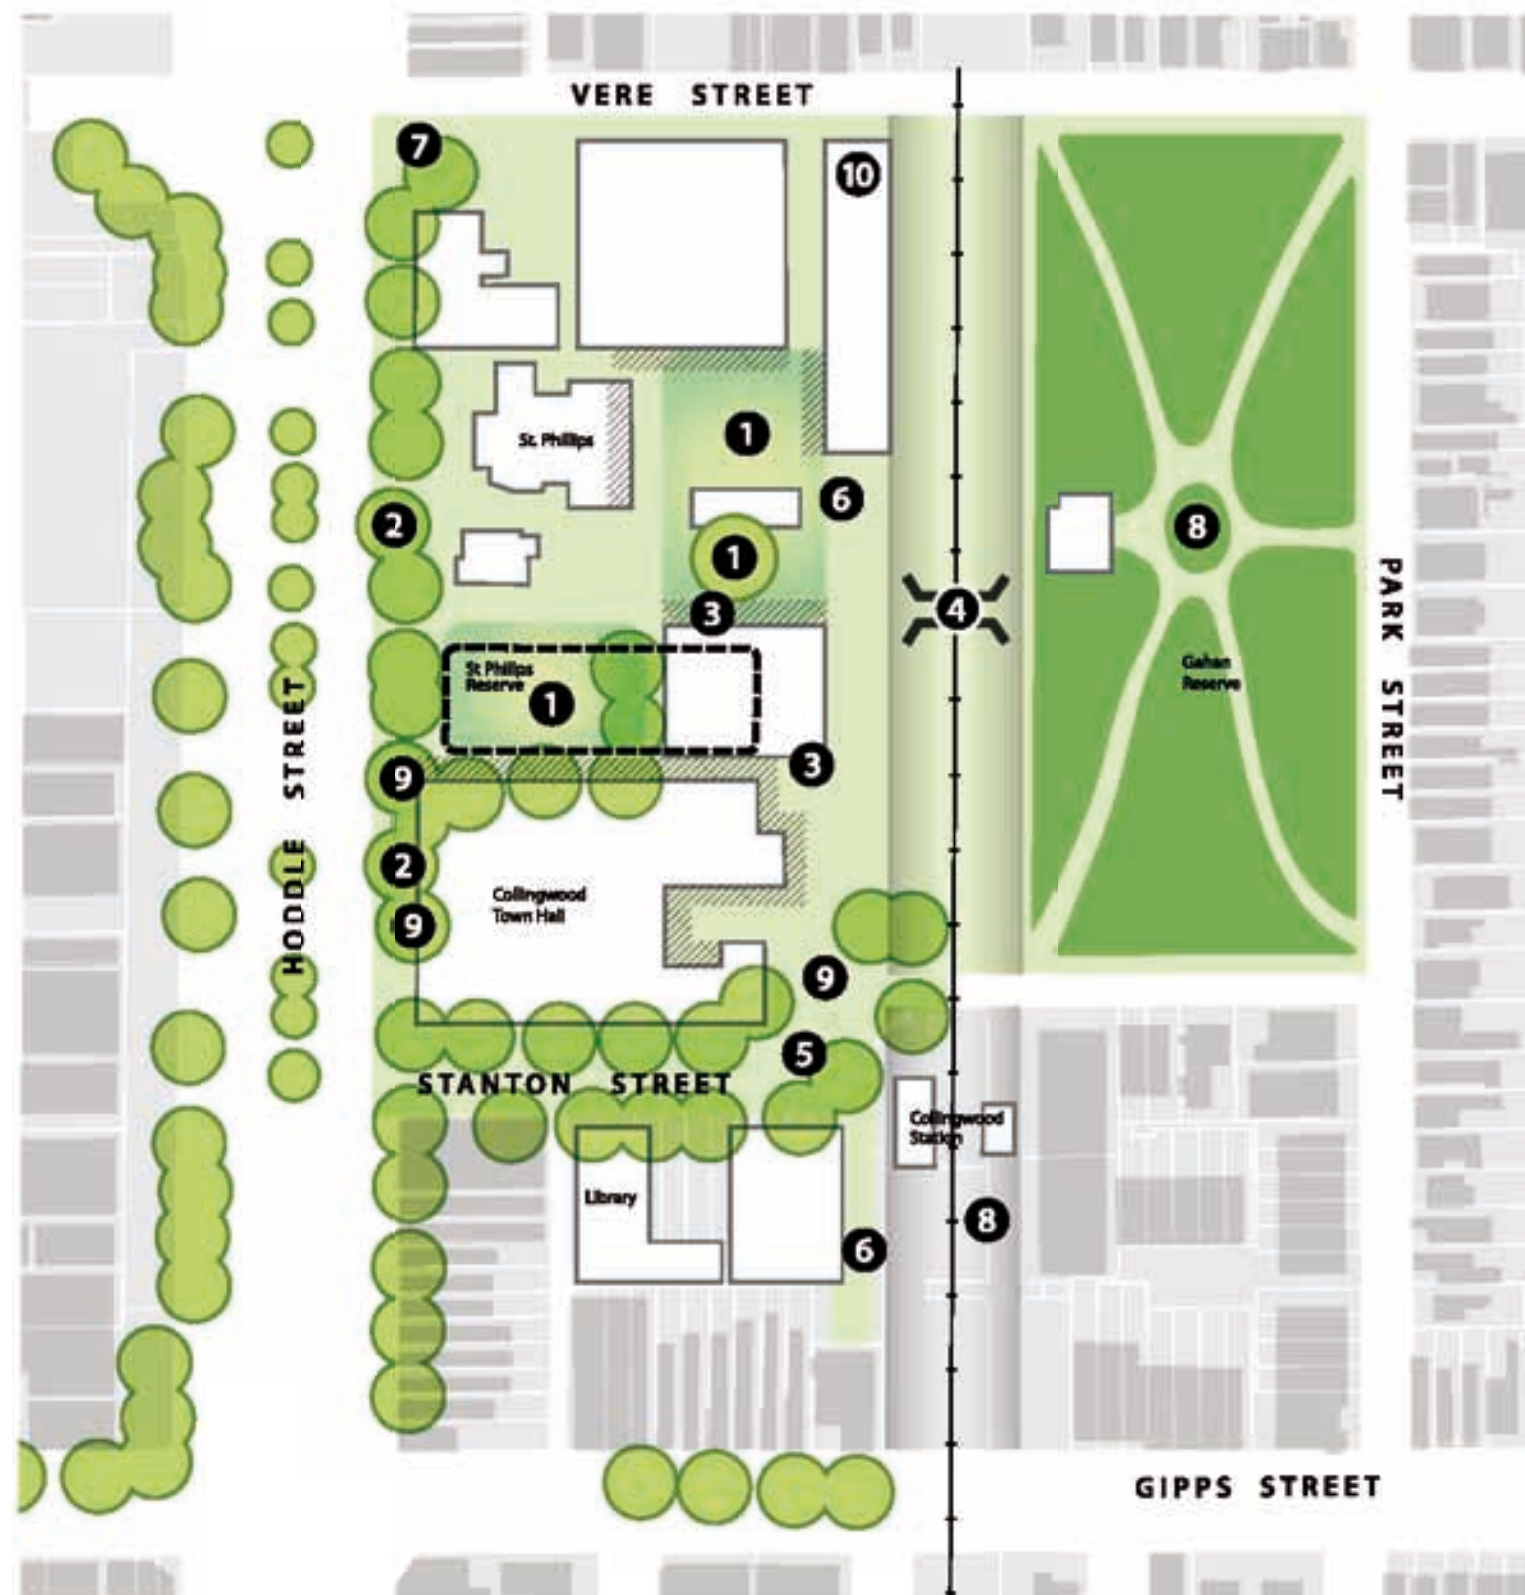 VERE STREET
7
10
1
St. Phillips
6
2
8
1
3
4
St Phillips
Reserve
1
Gahan
Reserve
PARK STREET
3
9
HODDLE STREET
2
Collingwood
Town Hall
9
9
5
STANTON STREET
Collingwood
Station
Library
8
6
GIPPS STREET